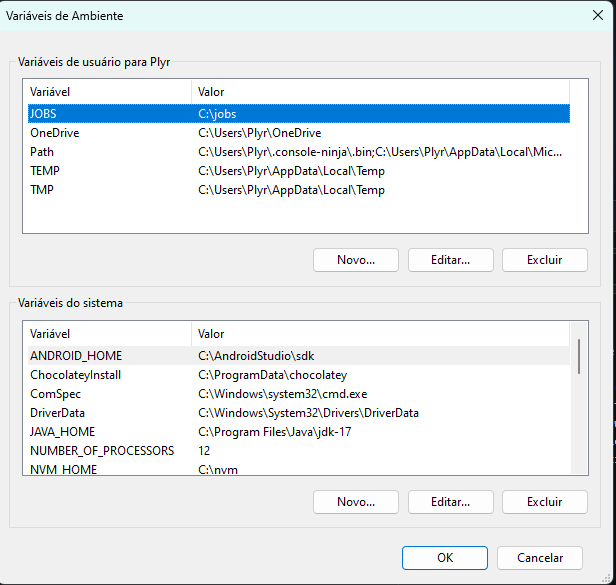 Variáveis de Ambiente
Variáveis de usuário para Plyr
Variável Valor
JOBS C:\jobs
OneDrive C:\Users\Plyr\OneDrive
Path C:\Users\Plyr\.console-ninja\.bin;C:\Users\Plyr\AppData\Local\Mic...
TEMP C:\Users\Plyr\AppData\Local\Temp
TMP C:\Users\Plyr\AppData\Local\Temp
Novo... Editar... Excluir
Variáveis do sistema
Variável Valor
ANDROID_HOME C:\AndroidStudio\sdk
ChocolateyInstall C:\ProgramData\chocolatey
ComSpec C:\Windows\system32\cmd.exe
DriverData C:\Windows\System32\Drivers\DriverData
JAVA_HOME C:\Program Files\Java\jdk-17
NUMBER_OF_PROCESSORS 12
NVM_HOME C:\nvm
Novo... Editar... Excluir
OK Cancelar